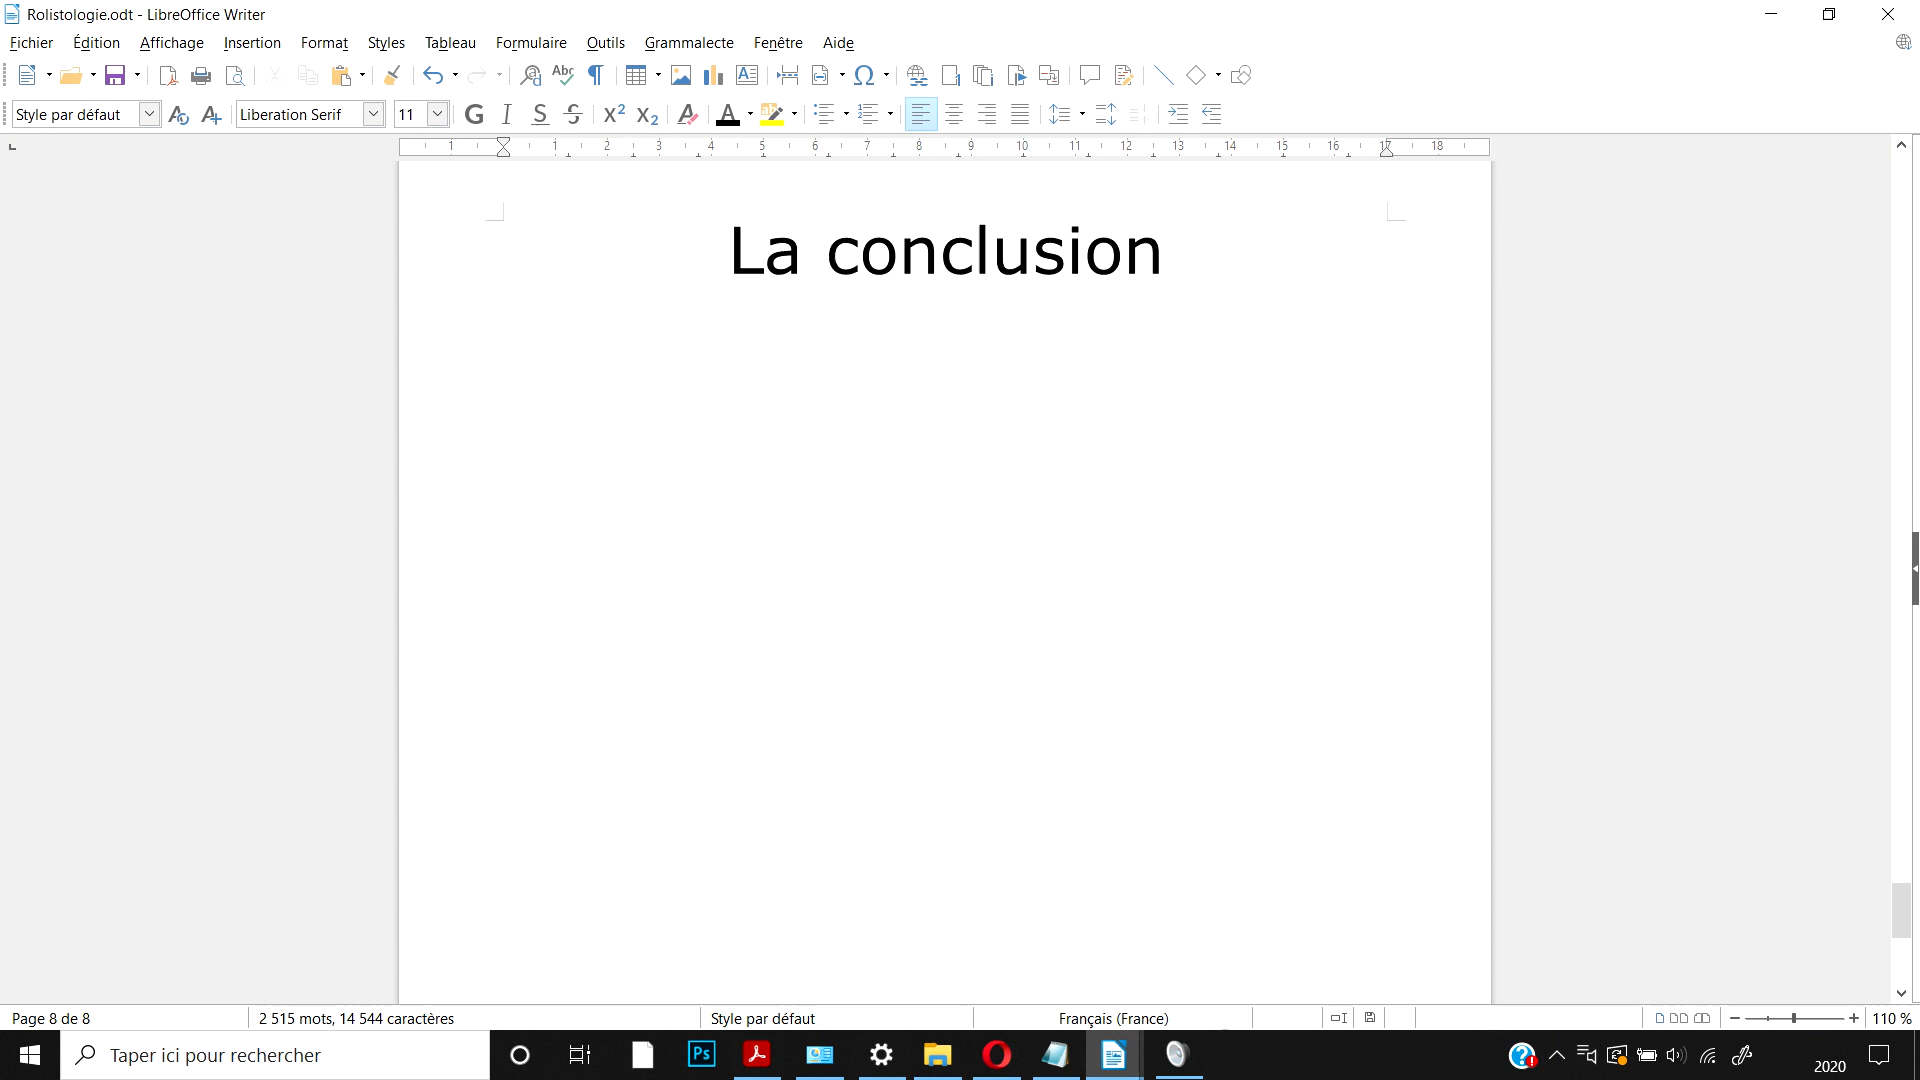 Rolistologie.odt - LibreOffice Writer
Fichier Édition Affichage Insertion Format Styles Tableau Formulaire Outils Grammalecte Fenêtre Aide
Abc
Style par défaut Liberation Serif 11 G I S S X² X₂ A A
1 1 2 3 4 5 6 7 8 9 10 11 12 13 14 15 16 17 18
La conclusion
Page 8 de 8 2 515 mots, 14 544 caractères Style par défaut Français (France) 110 %
Taper ici pour rechercher Ps 2020